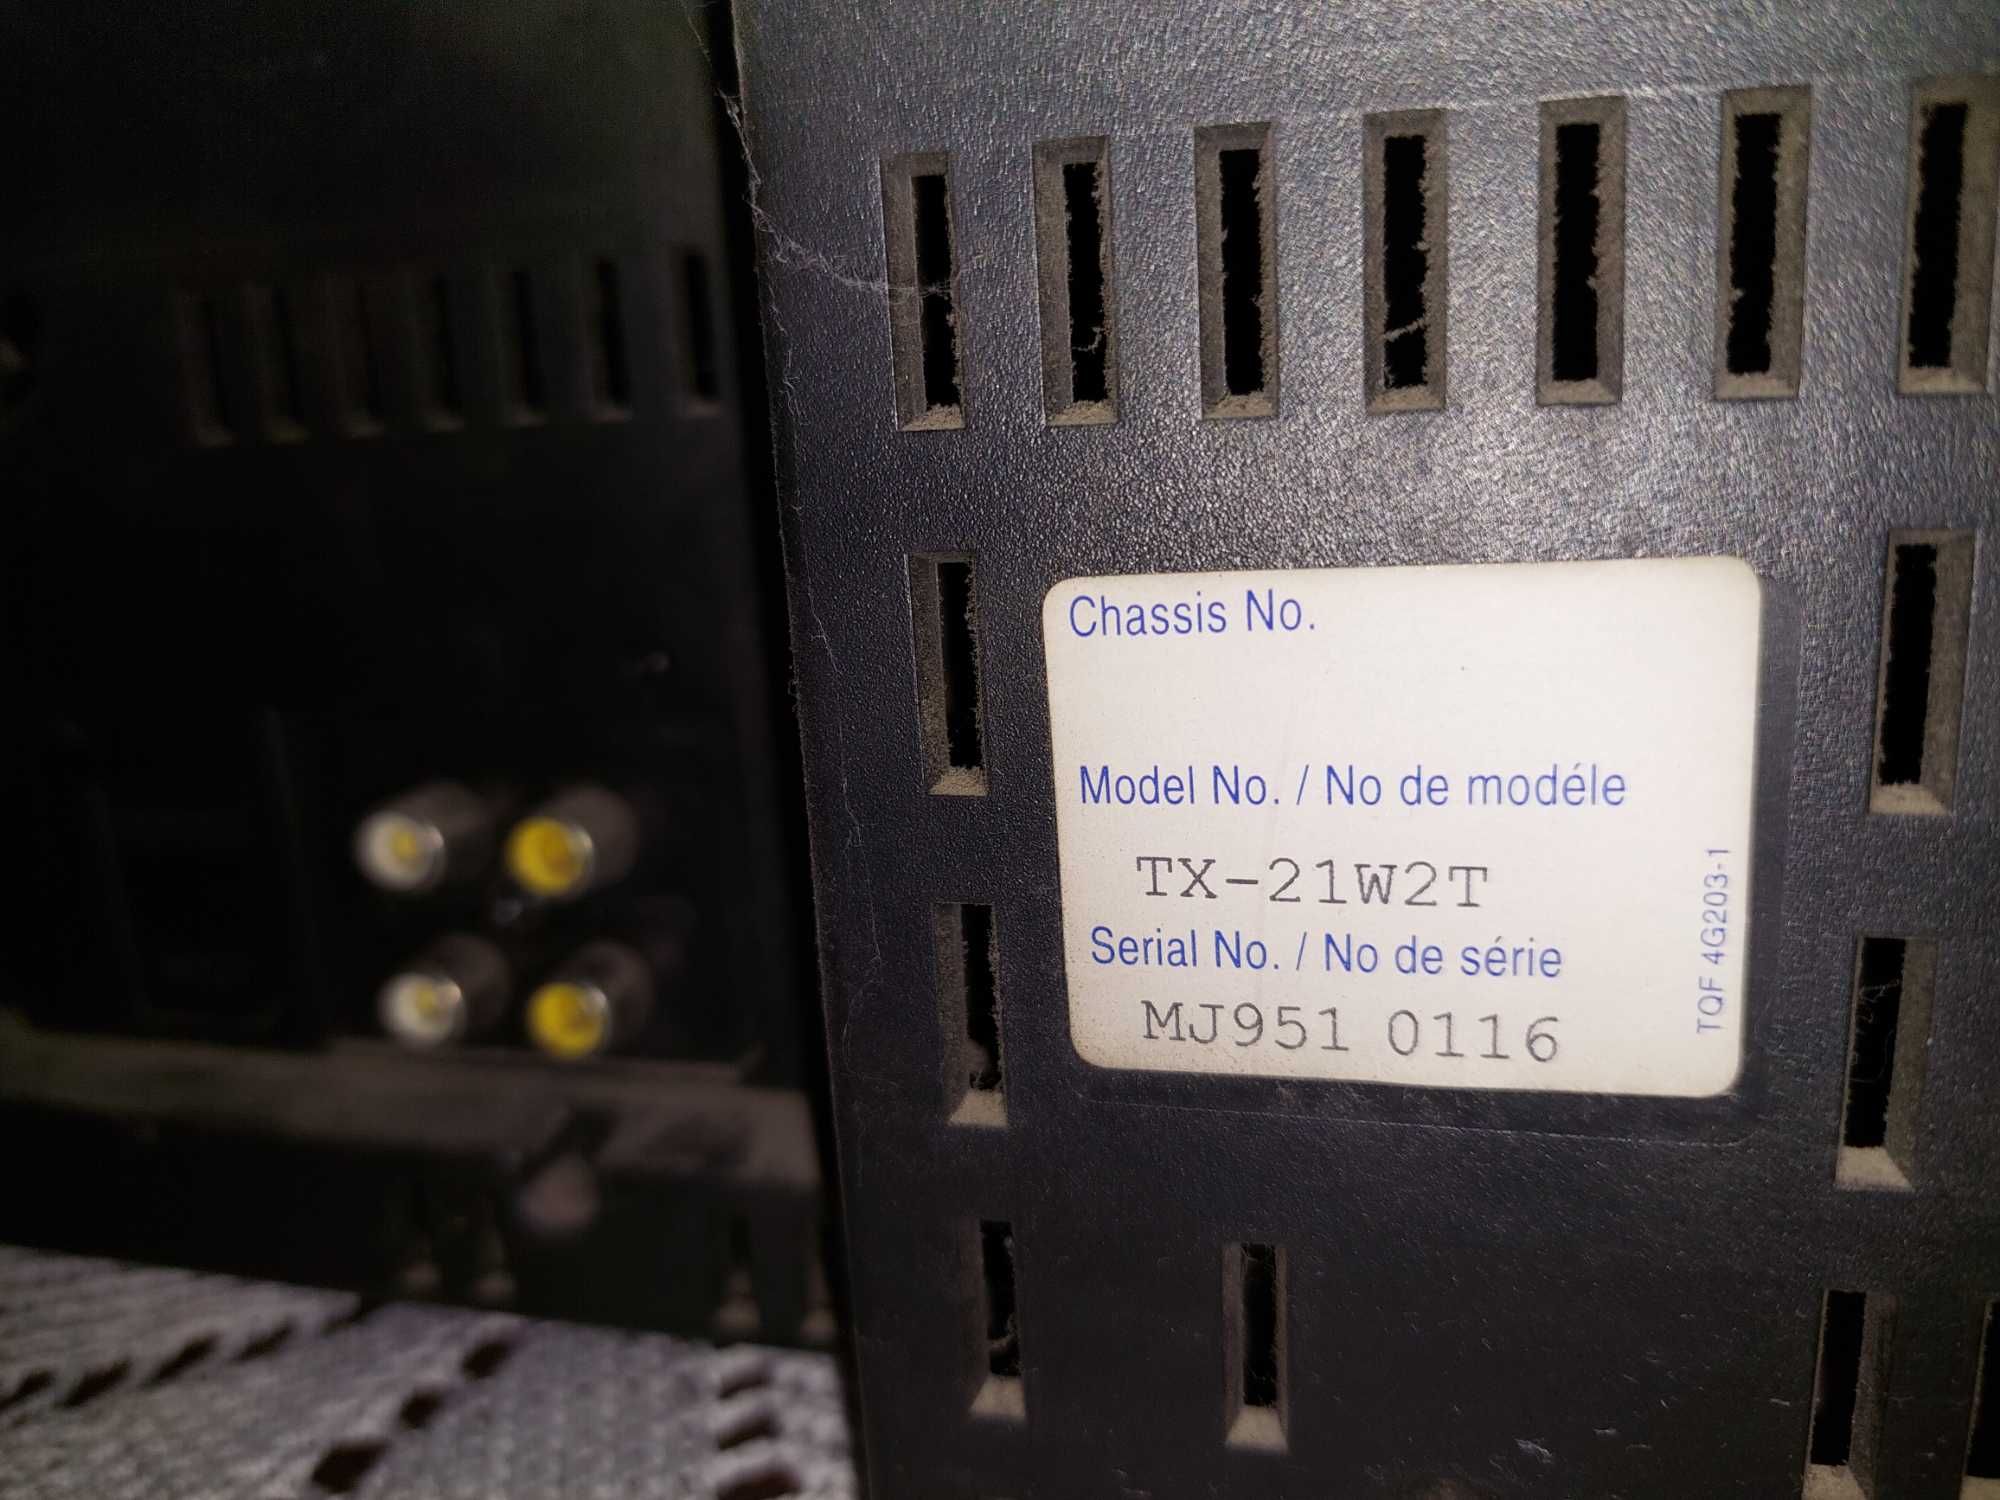 Chassis No.
Model No. / No de modéle
TX-21W2T
Serial No. / No de série
MJ951 0116
TQF 4G203-1